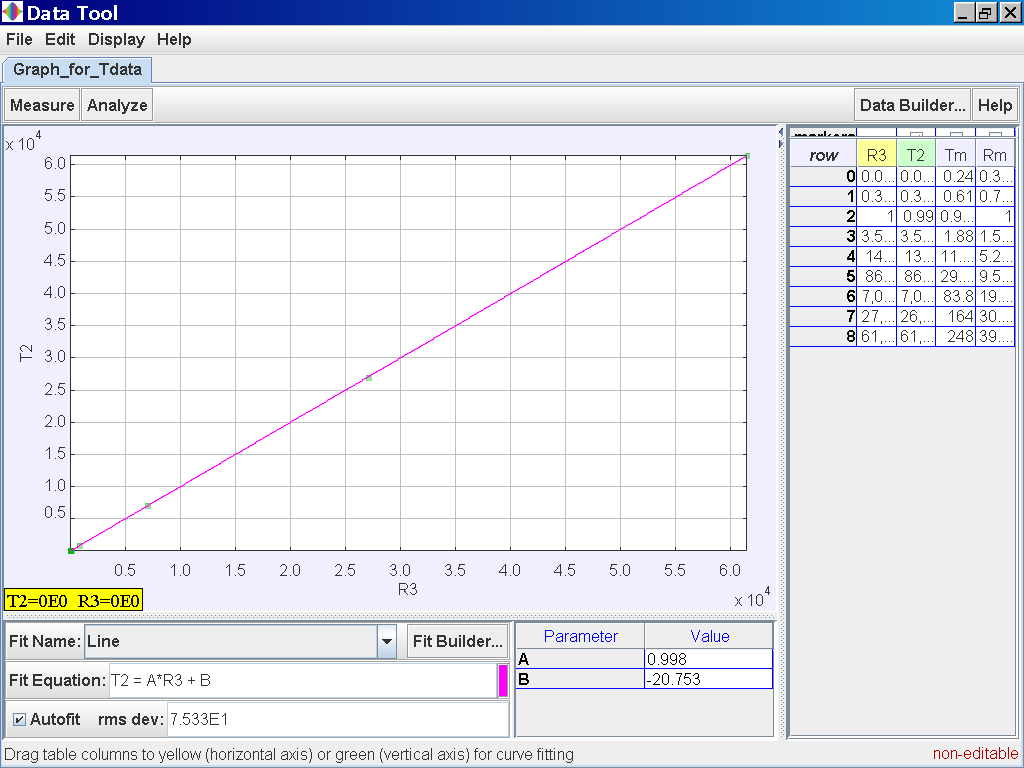 Data Tool
File Edit Display Help
Graph_for_Tdata
Measure Analyze Data Builder... Help
x 10^4
6.0
5.5
5.0
4.5
4.0
3.5
3.0
2.5
2.0
1.5
1.0
0.5
T2
0.5 1.0 1.5 2.0 2.5 3.0 3.5 4.0 4.5 5.0 5.5 6.0
R3
x 10^4
T2=0E0 R3=0E0
markers
row R3 T2 Tm Rm
0 0.0... 0.0... 0.24 0.3...
1 0.3... 0.3... 0.61 0.7...
2 1 0.99 0.9... 1
3 3.5... 3.5... 1.88 1.5...
4 14... 13... 11.... 5.2...
5 86... 86... 29.... 9.5...
6 7,0... 7,0... 83.8 19....
7 27,... 26,... 164 30....
8 61,... 61,... 248 39....
Fit Name: Line Fit Builder...
Fit Equation: T2 = A*R3 + B
Autofit rms dev: 7.533E1
Parameter Value
A 0.998
B -20.753
Drag table columns to yellow (horizontal axis) or green (vertical axis) for curve fitting
non-editable